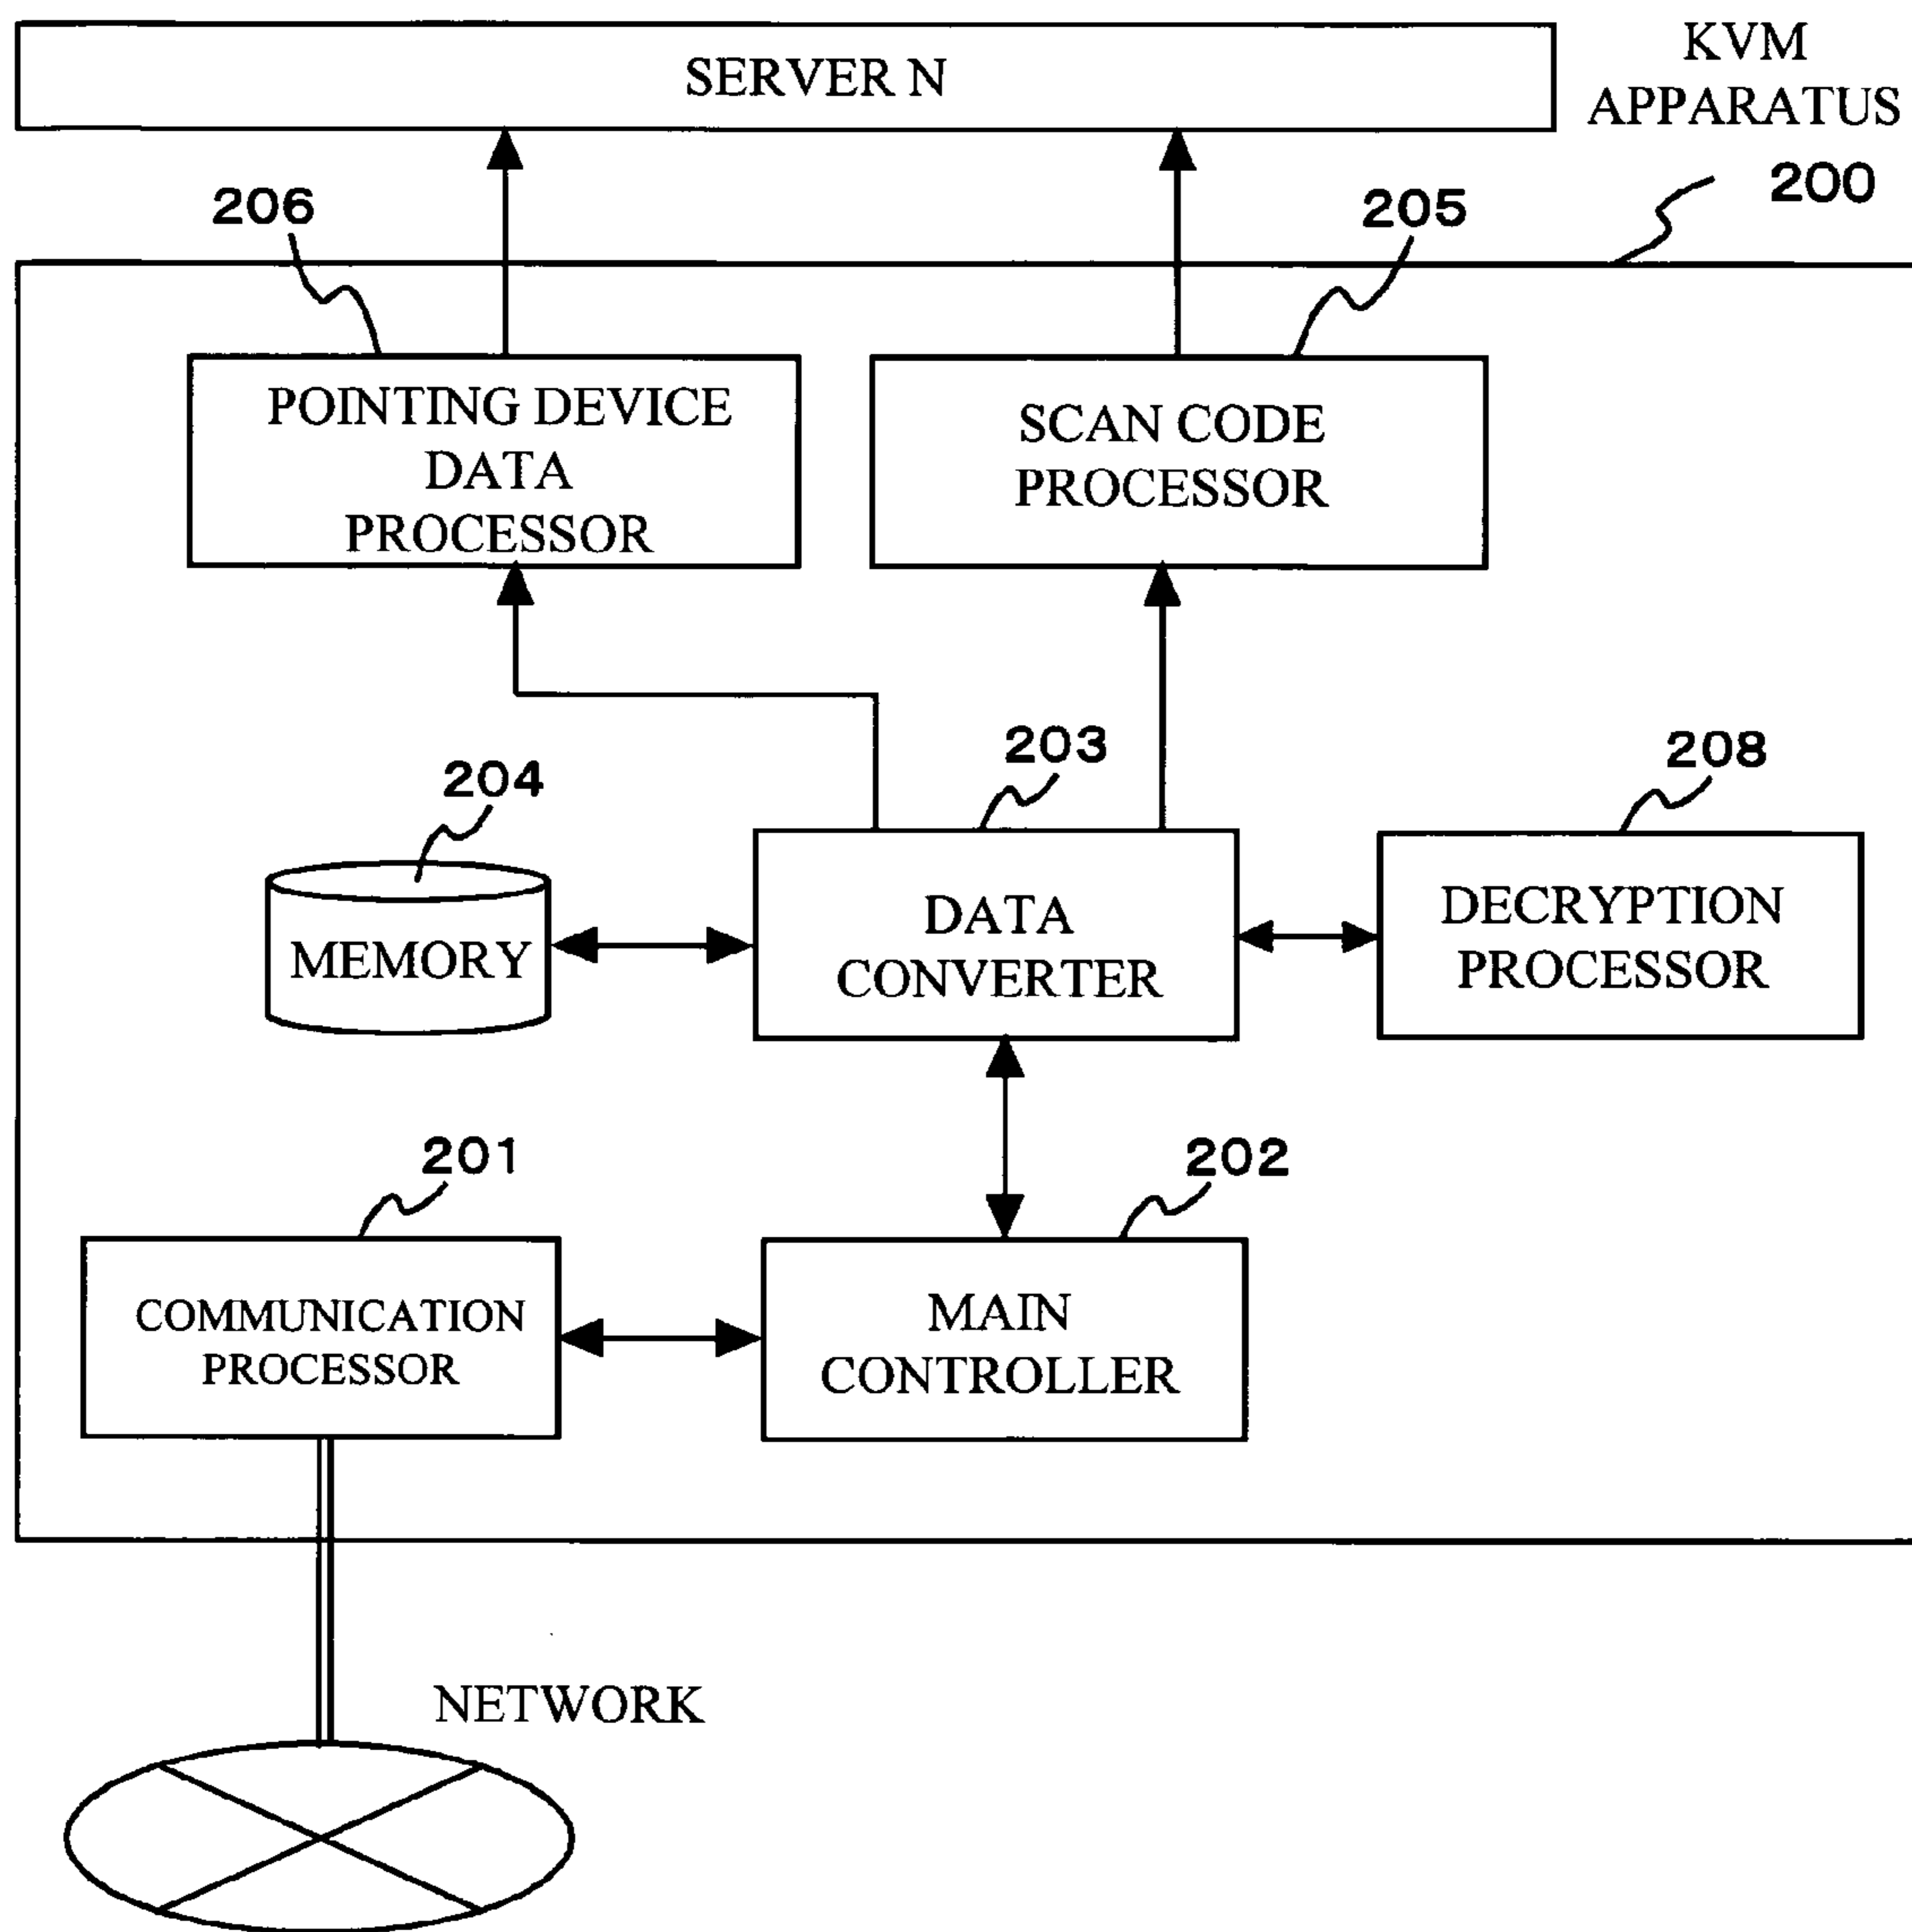 SERVER N
KVM
APPARATUS
200
206
205
POINTING DEVICE
DATA
PROCESSOR
SCAN CODE
PROCESSOR
203
208
204
MEMORY
DATA
CONVERTER
DECRYPTION
PROCESSOR
201
202
COMMUNICATION
PROCESSOR
MAIN
CONTROLLER
NETWORK